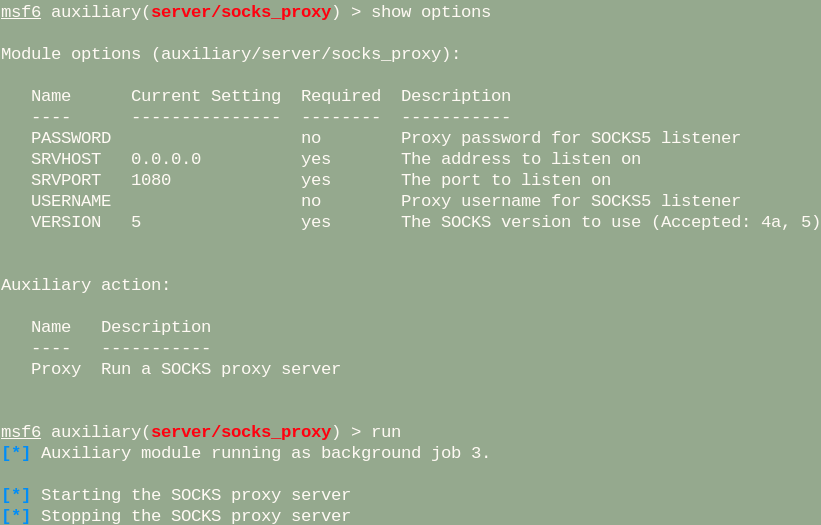 msf6 auxiliary(server/socks_proxy) > show options
Module options (auxiliary/server/socks_proxy):
Name      Current Setting  Required  Description
----      ---------------  --------  -----------
PASSWORD                   no        Proxy password for SOCKS5 listener
SRVHOST   0.0.0.0          yes       The address to listen on
SRVPORT   1080             yes       The port to listen on
USERNAME                   no        Proxy username for SOCKS5 listener
VERSION   5                yes       The SOCKS version to use (Accepted: 4a, 5)
Auxiliary action:
Name   Description
----   -----------
Proxy  Run a SOCKS proxy server
msf6 auxiliary(server/socks_proxy) > run
[*] Auxiliary module running as background job 3.
[*] Starting the SOCKS proxy server
[*] Stopping the SOCKS proxy server